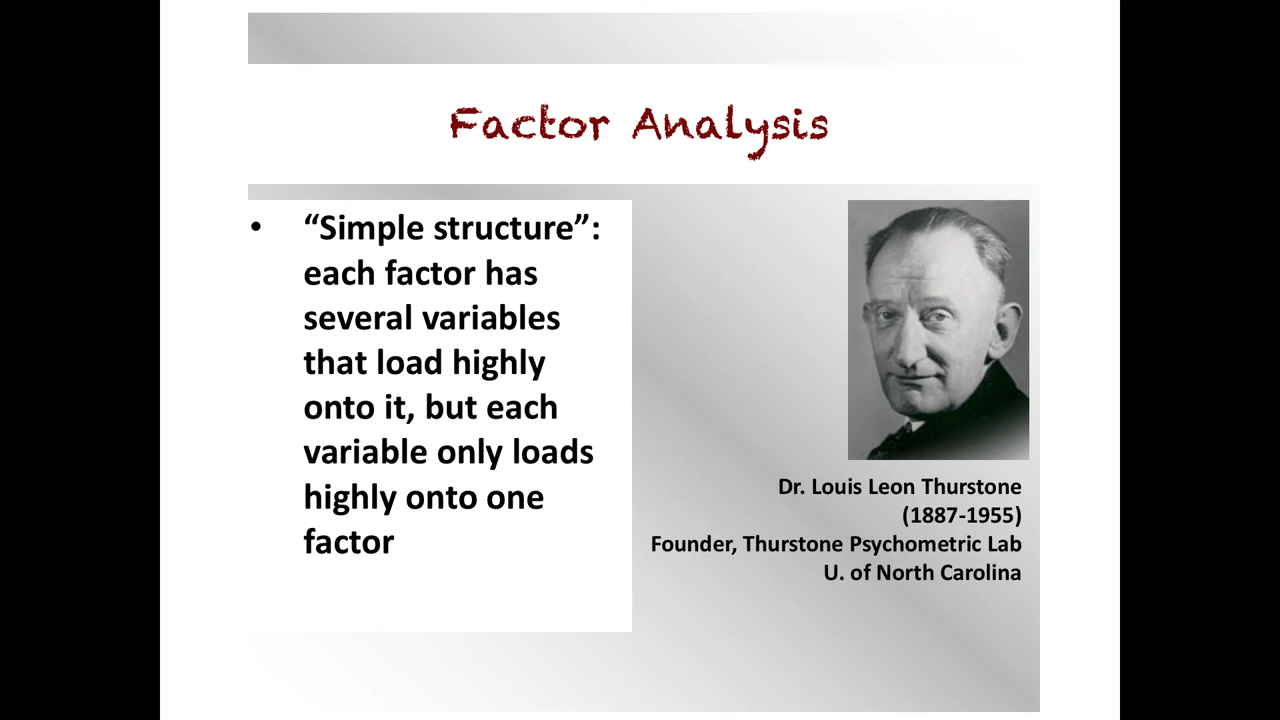 Factor Analysis
• “Simple structure”:
each factor has
several variables
that load highly
onto it, but each
variable only loads
highly onto one
factor
Dr. Louis Leon Thurstone
(1887-1955)
Founder, Thurstone Psychometric Lab
U. of North Carolina